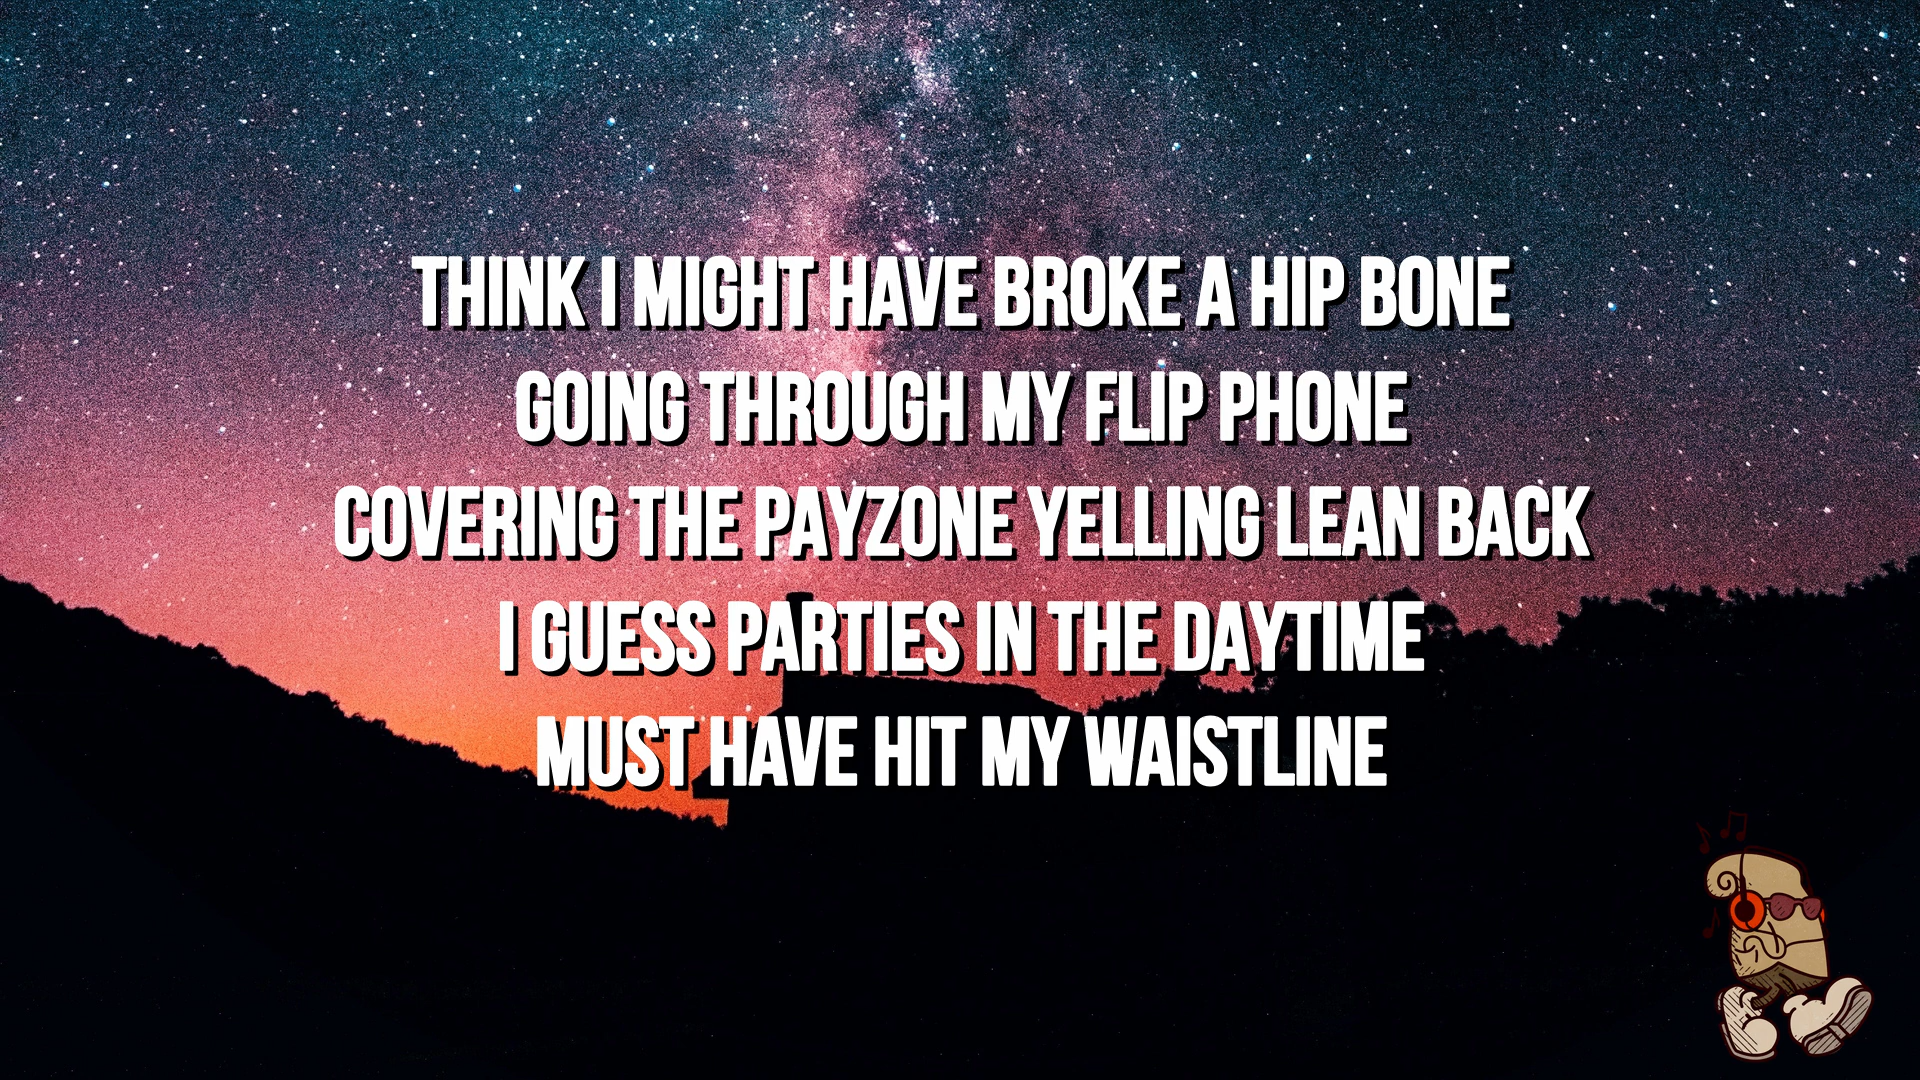 THINK I MIGHT HAVE BROKE A HIP BONE
GOING THROUGH MY FLIP PHONE
COVERING THE PAYZONE YELLING LEAN BACK
I GUESS PARTIES IN THE DAYTIME
MUST HAVE HIT MY WAISTLINE